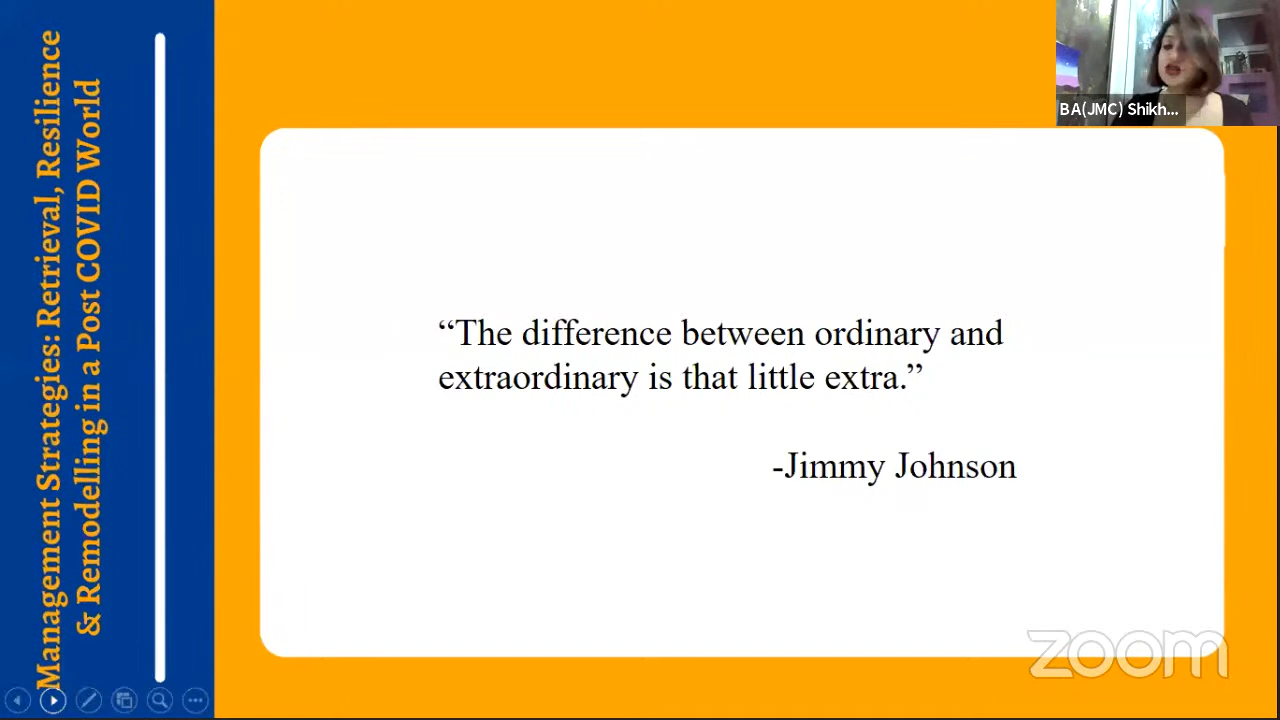 Management Strategies: Retrieval, Resilience
& Remodelling in a Post COVID World
BA(JMC) Shikh...
“The difference between ordinary and
extraordinary is that little extra.”
-Jimmy Johnson
zoom